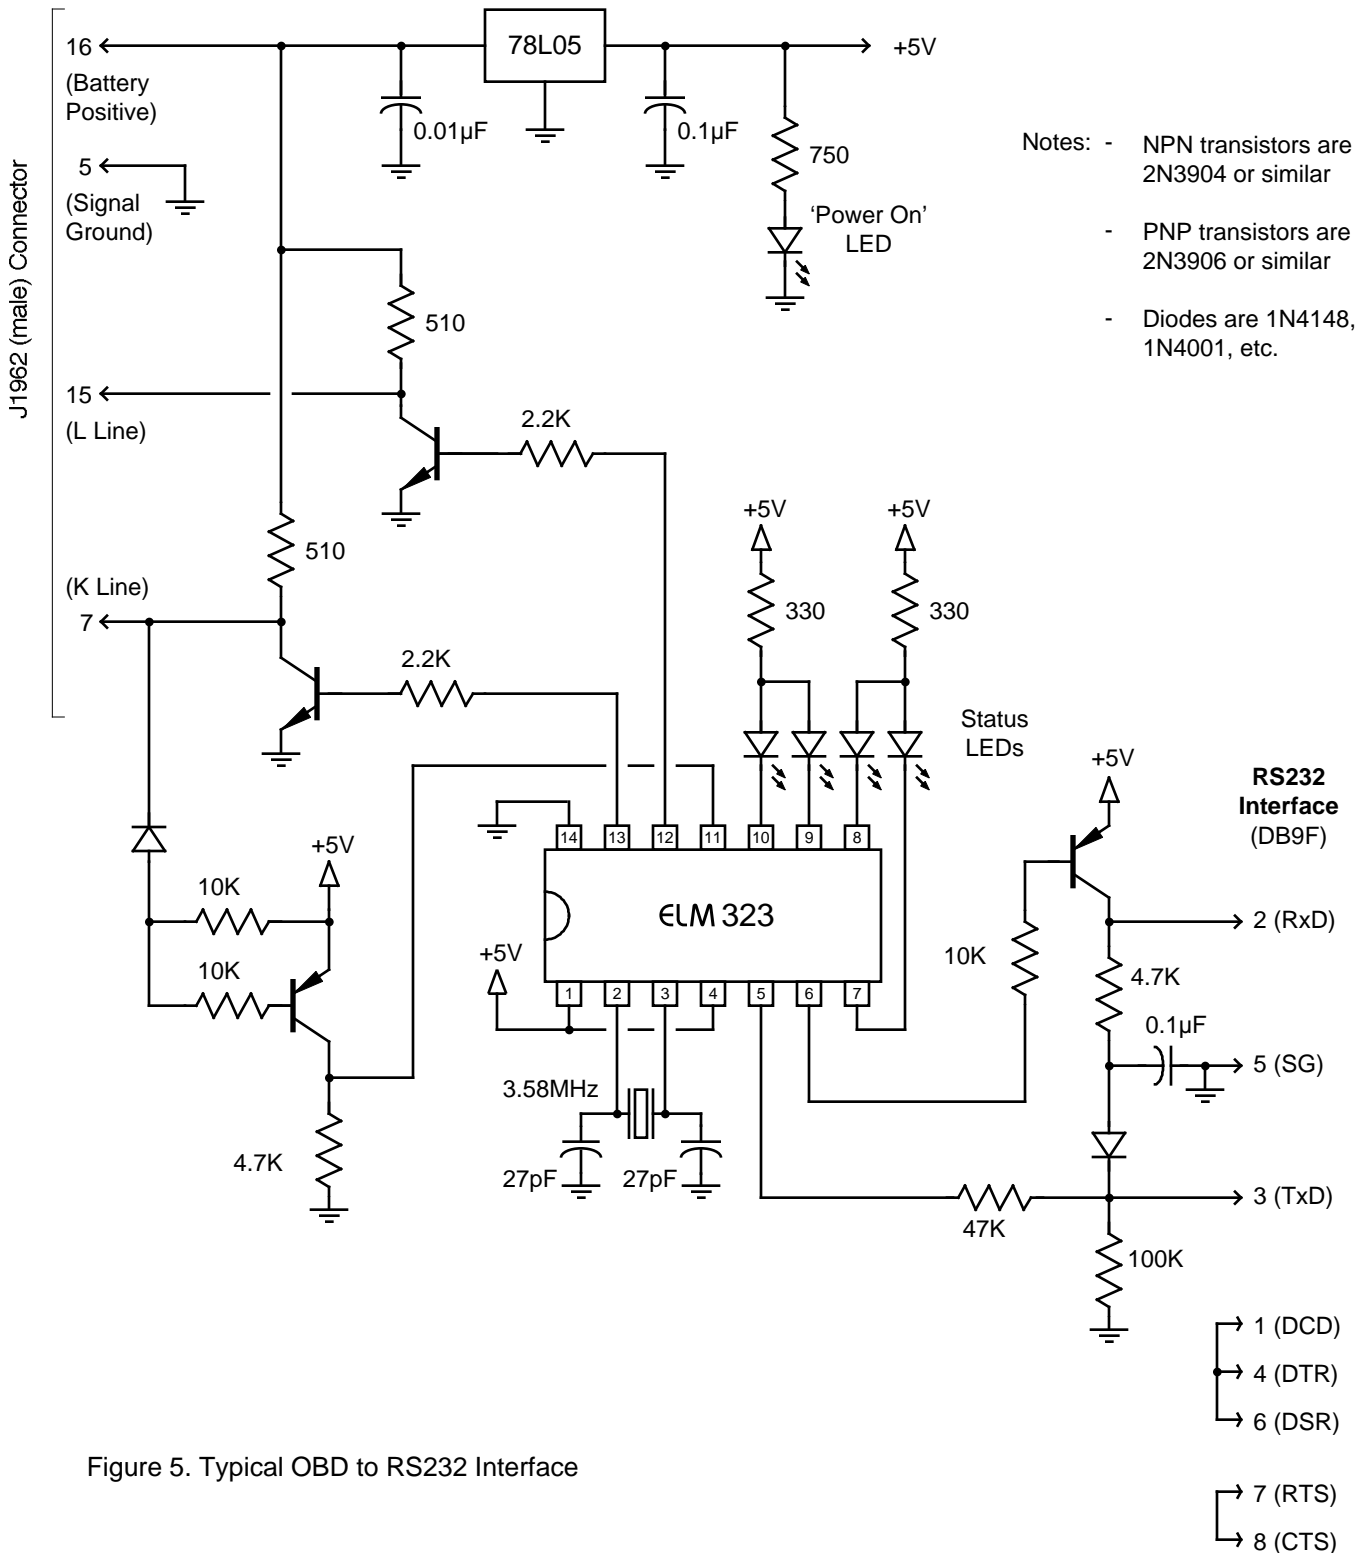 J1962 (male) Connector
16
(Battery
Positive)
5
(Signal
Ground)
15
(L Line)
(K Line)
7
78L05
+5V
0.01µF
0.1µF
750
‘Power On’
LED
Notes: - NPN transistors are
2N3904 or similar
- PNP transistors are
2N3906 or similar
- Diodes are 1N4148,
1N4001, etc.
510
2.2K
510
2.2K
+5V
+5V
330
330
Status
LEDs
+5V
RS232
Interface
(DB9F)
14
13
12
11
10
9
8
ELM 323
1
2
3
4
5
6
7
+5V
10K
10K
+5V
4.7K
3.58MHz
27pF
27pF
10K
2 (RxD)
4.7K
0.1µF
5 (SG)
3 (TxD)
47K
100K
1 (DCD)
4 (DTR)
6 (DSR)
7 (RTS)
8 (CTS)
Figure 5. Typical OBD to RS232 Interface